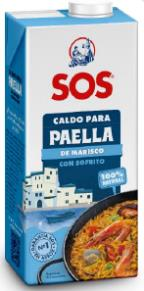 SOS
CALDO PARA
PAELLA
DE MARISCO
CON SOFRITO
100%
NATURAL